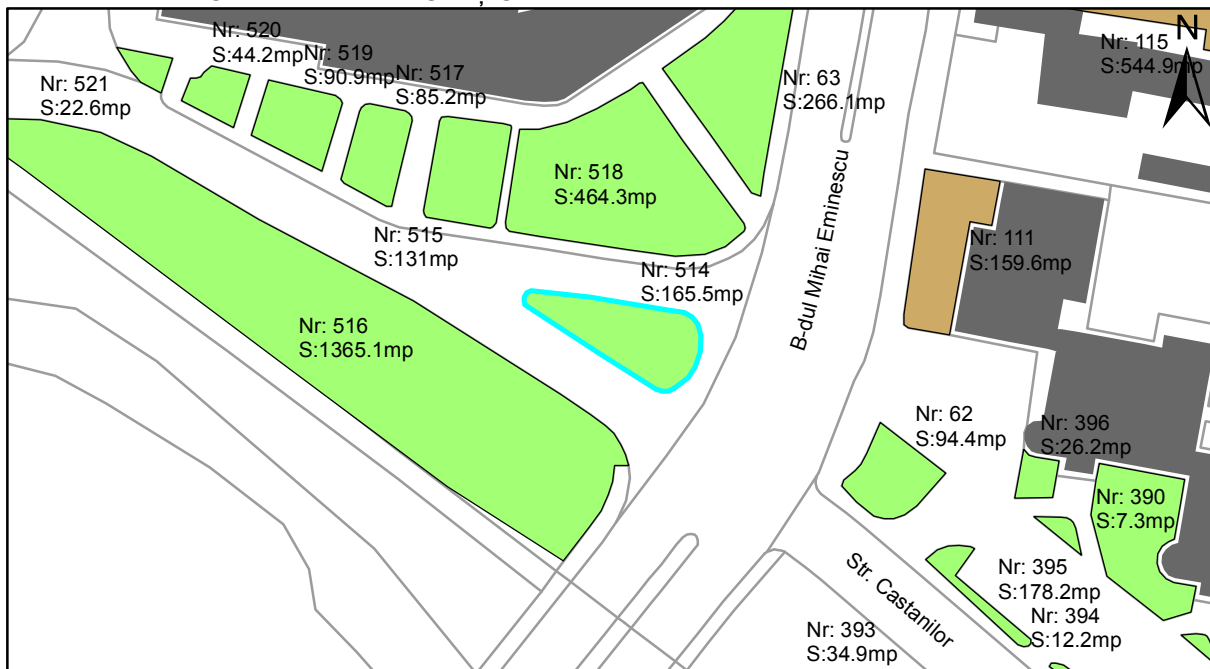 Nr: 520
S:44.2mp
Nr: 519
S:90.9mp
Nr: 517
S:85.2mp
Nr: 521
S:22.6mp
Nr: 63
S:266.1mp
Nr: 115
S:544.9mp
N
Nr: 518
S:464.3mp
Nr: 515
S:131mp
Nr: 514
S:165.5mp
B-dul Mihai Eminescu
Nr: 111
S:159.6mp
Nr: 516
S:1365.1mp
Nr: 62
S:94.4mp
Nr: 396
S:26.2mp
Nr: 390
S:7.3mp
Nr: 395
S:178.2mp
Nr: 394
S:12.2mp
Str. Castanilor
Nr: 393
S:34.9mp